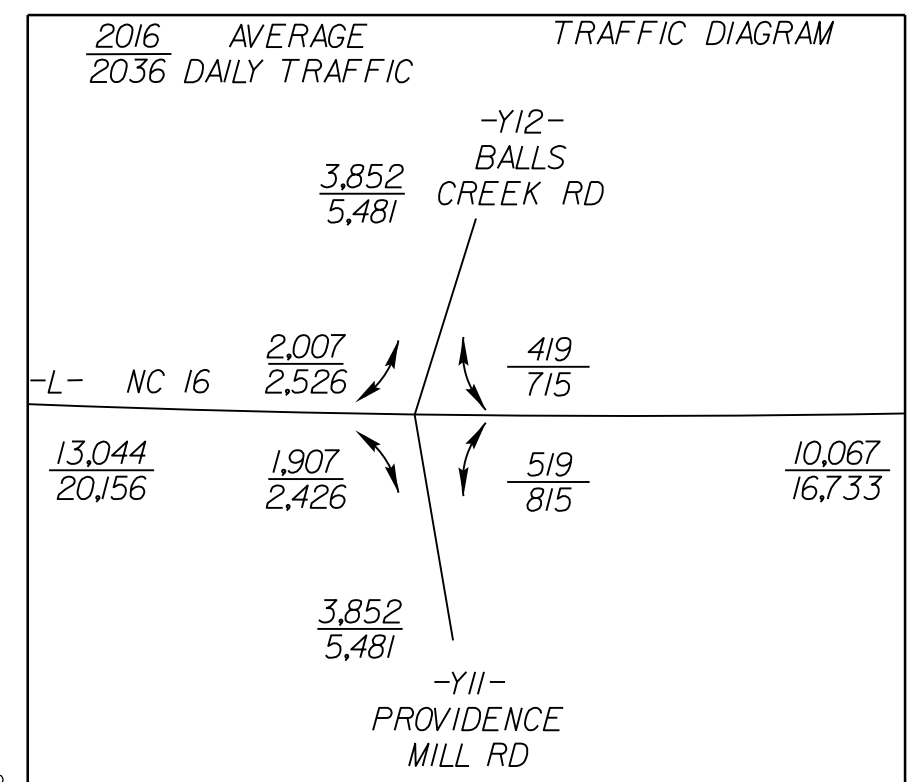 2016 AVERAGE
2036 DAILY TRAFFIC
TRAFFIC DIAGRAM
-Y12-
BALLS
CREEK RD
3,852
5,481
2,007
2,526
419
715
-L- NC 16
13,044
20,156
1,907
2,426
519
815
10,067
16,733
3,852
5,481
-Y11-
PROVIDENCE
MILL RD